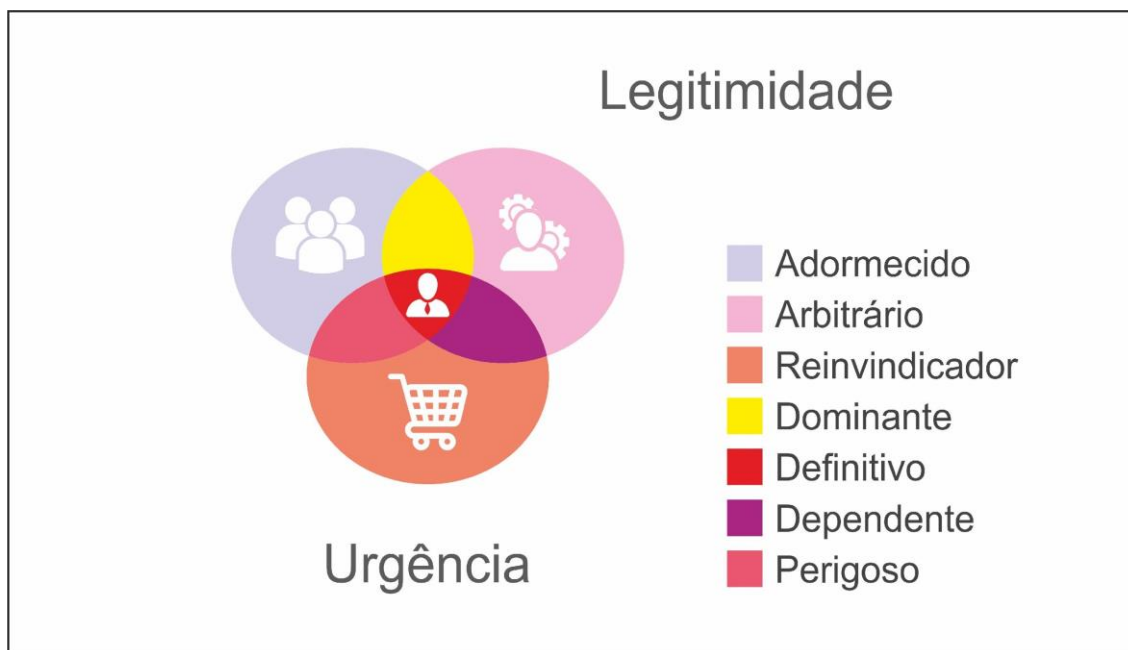 Legitimidade
Adormecido
Arbitrário
Reinvindicador
Dominante
Definitivo
Dependente
Perigoso
Urgência